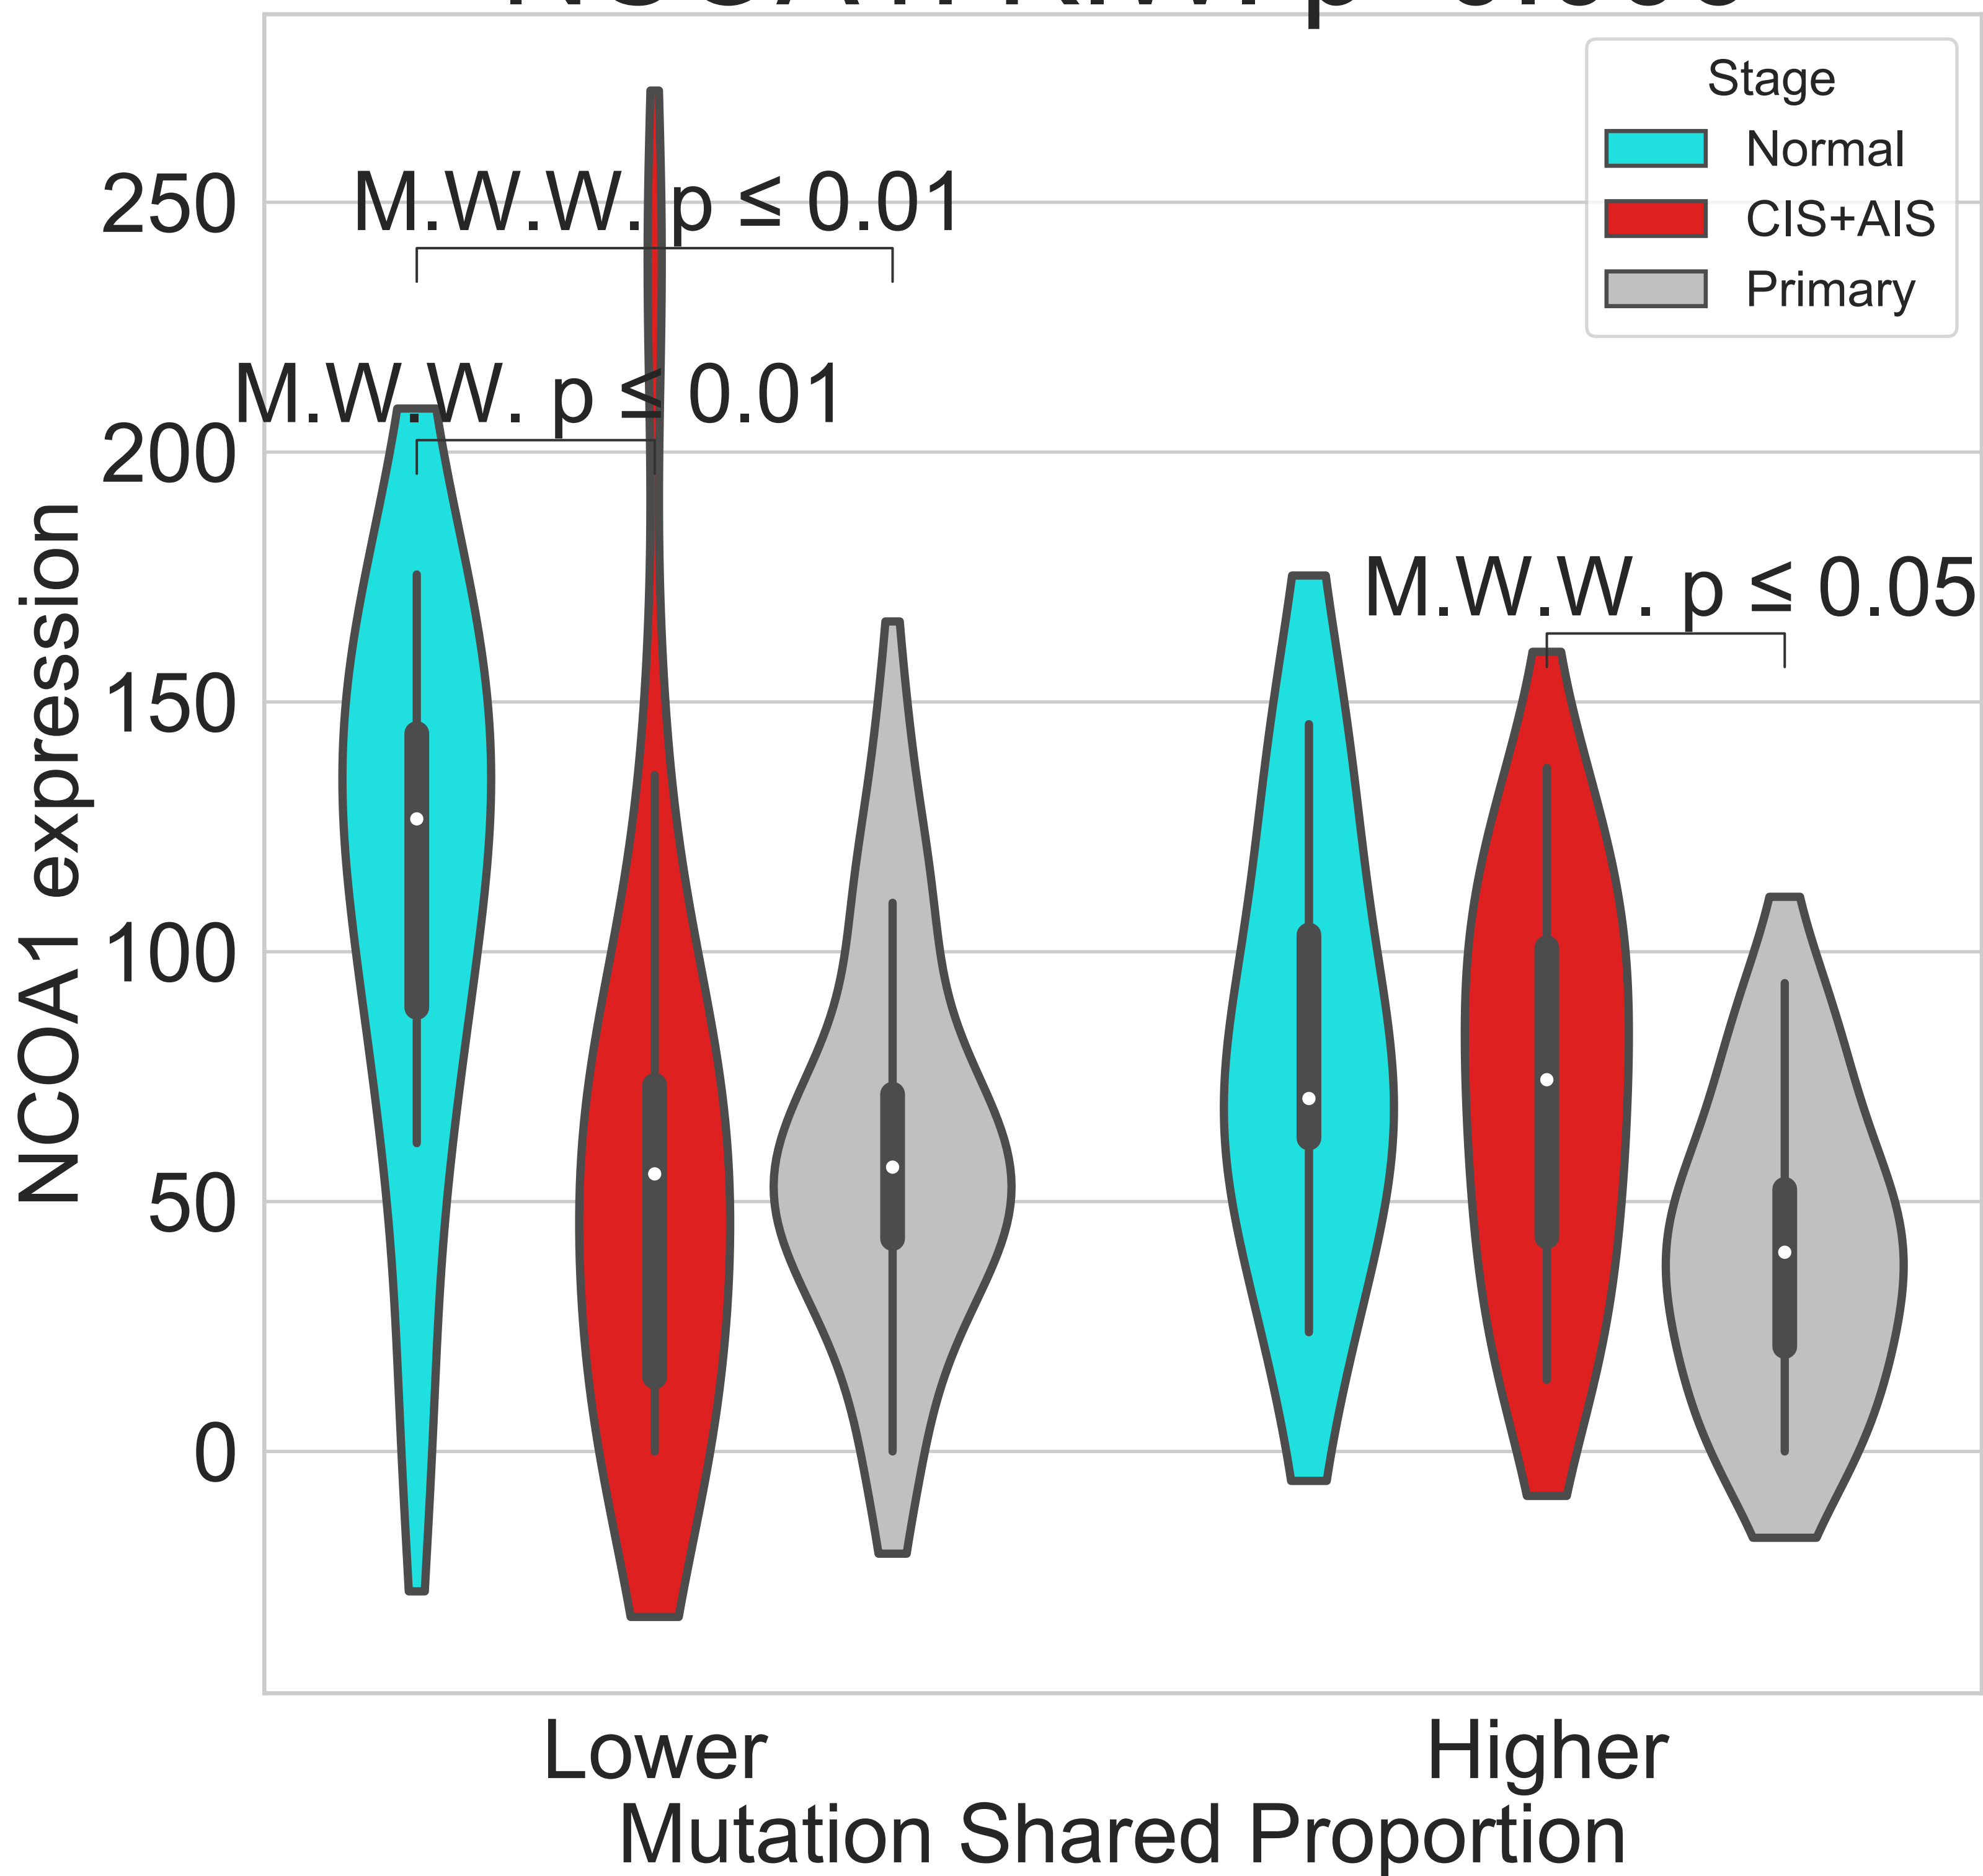 Stage
Normal
CIS+AIS
Primary
M.W.W. p ≤ 0.01
M.W.W. p ≤ 0.01
M.W.W. p ≤ 0.05
250
200
150
100
50
0
NCOA1 expression
Lower
Higher
Mutation Shared Proportion